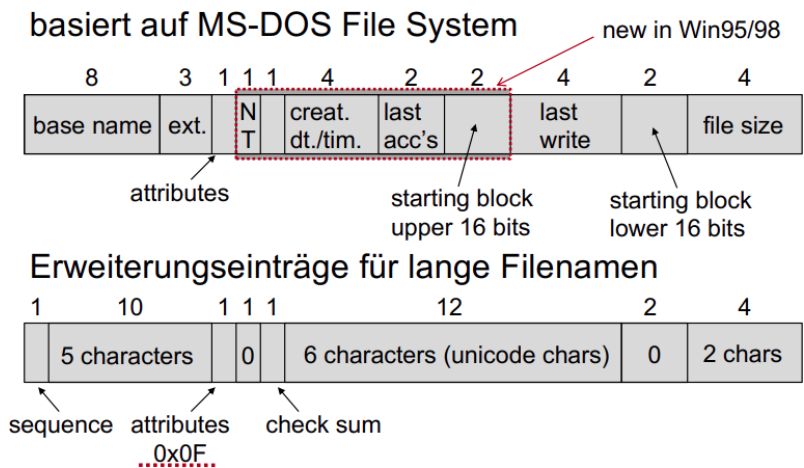 basiert auf MS-DOS File System
new in Win95/98
8 3 1 1 1 4 2 2 4 2 4
base name ext. N T creat. dt./tim. last acc's last write file size
attributes
starting block upper 16 bits
starting block lower 16 bits
Erweiterungseinträge für lange Filenamen
1 10 1 1 1 12 2 4
5 characters 0 6 characters (unicode chars) 0 2 chars
sequence attributes check sum
0x0F